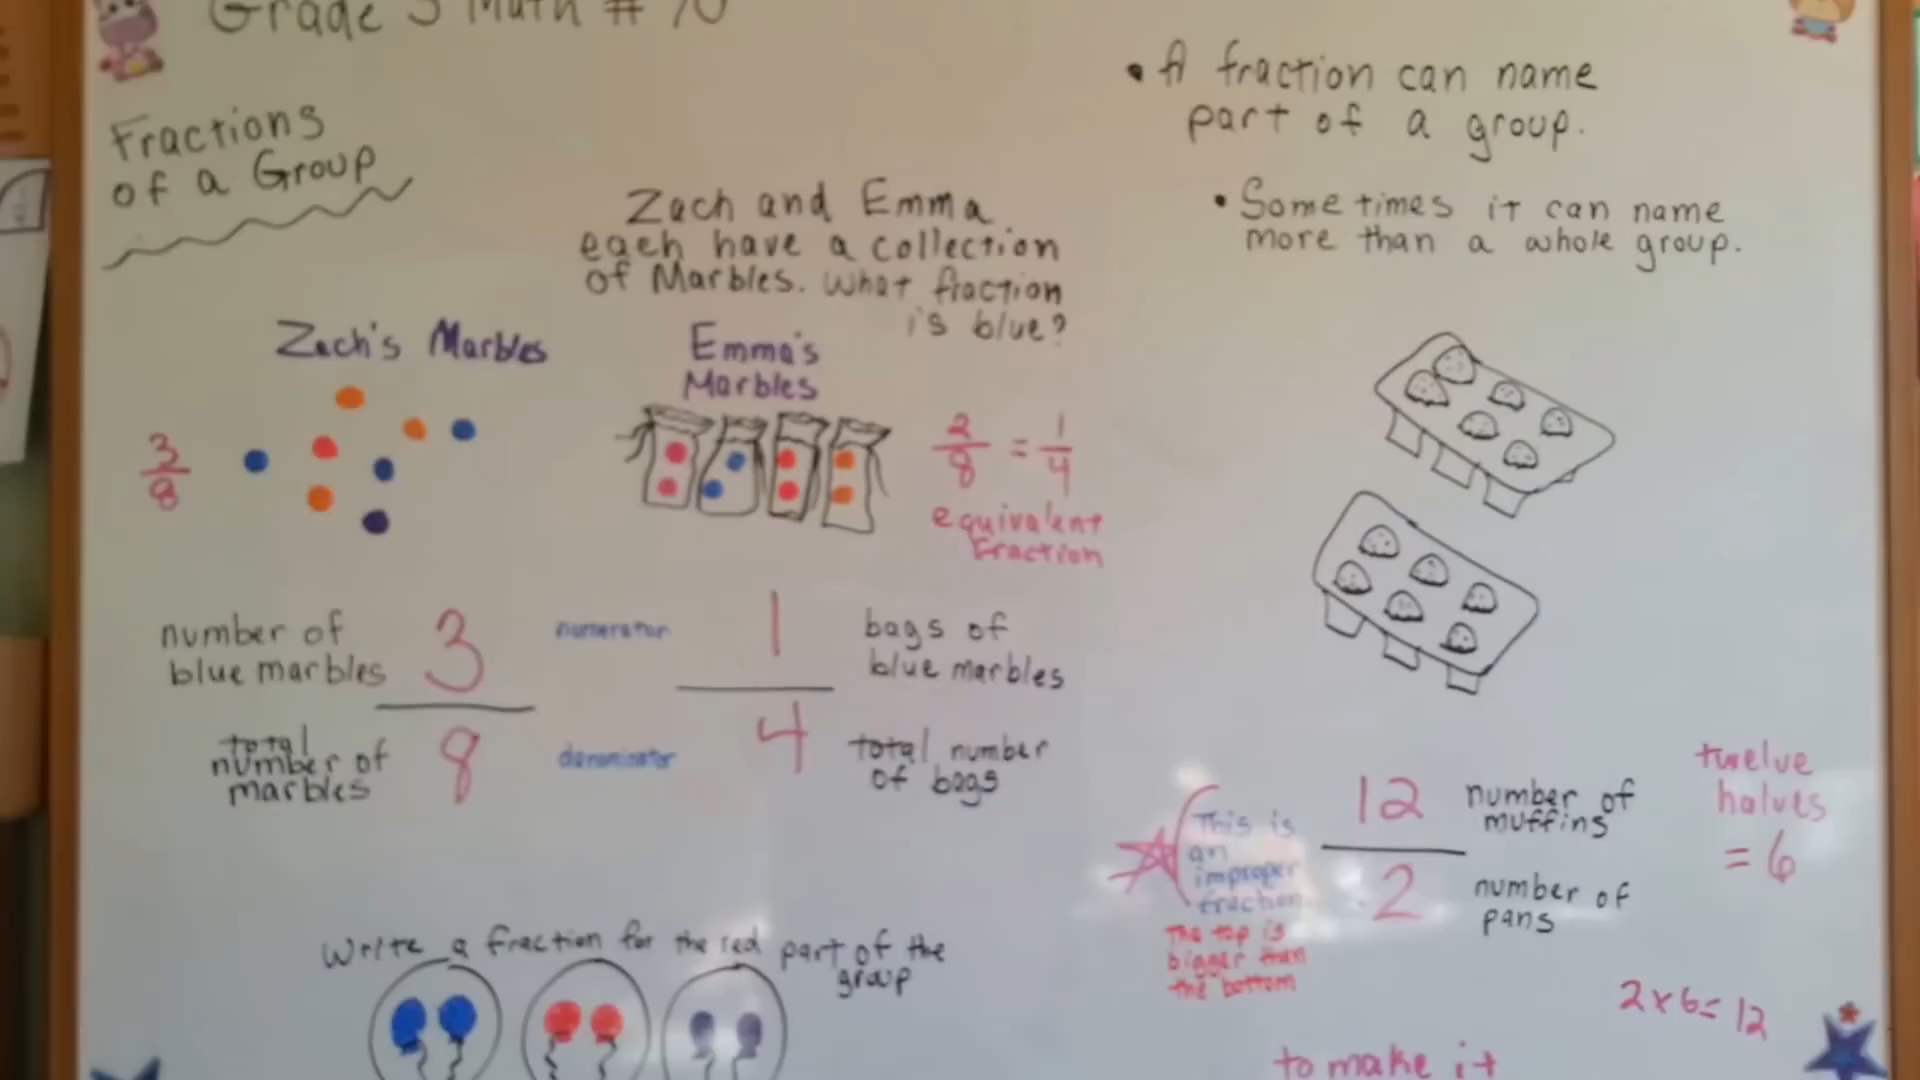 Grade 3 Math # 70
Fractions
of a Group
Zach and Emma
each have a collection
of Marbles. What fraction
is blue?
Zach's Marbles
3
8
Emma's
Marbles
2/8 = 1/4
equivalent
Fraction
number of
blue marbles
3
numerator
total
number of
marbles
8
denominator
1
bags of
blue marbles
4
total number
of bags
Write a fraction for the red part of the
group
• A fraction can name
part of a group.
• Sometimes it can name
more than a whole group.
This is
an
improper
fraction
The top is
bigger than
the bottom
12
number of
muffins
2
number of
pans
twelve
halves
= 6
2 x 6 = 12
to make it